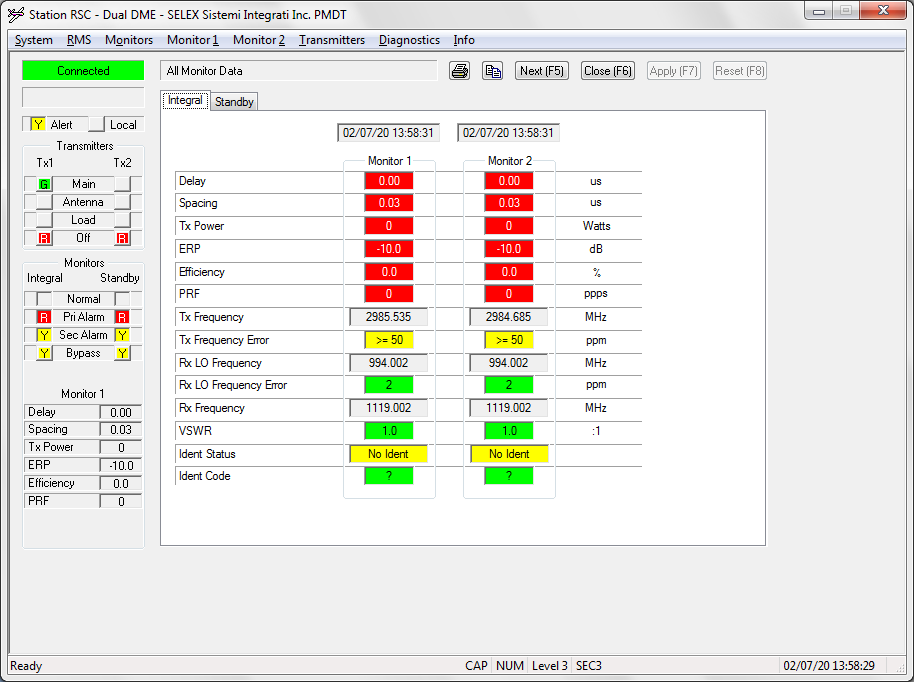 Station RSC - Dual DME - SELEX Sistemi Integrati Inc. PMDT
System RMS Monitors Monitor 1 Monitor 2 Transmitters Diagnostics Info
Connected
All Monitor Data
Next (F5) Close (F6) Apply (F7) Reset (F8)
Y Alert Local
Transmitters
Tx1 Tx2
G Main
Antenna
Load
R Off R
Monitors
Integral Standby
Normal
R Pri Alarm R
Y Sec Alarm Y
Y Bypass Y
Monitor 1
Delay 0.00
Spacing 0.03
Tx Power 0
ERP -10.0
Efficiency 0.0
PRF 0
Integral Standby
02/07/20 13:58:31 02/07/20 13:58:31
Monitor 1 Monitor 2
Delay 0.00 0.00 us
Spacing 0.03 0.03 us
Tx Power 0 0 Watts
ERP -10.0 -10.0 dB
Efficiency 0.0 0.0 %
PRF 0 0 ppps
Tx Frequency 2985.535 2984.685 MHz
Tx Frequency Error >= 50 >= 50 ppm
Rx LO Frequency 994.002 994.002 MHz
Rx LO Frequency Error 2 2 ppm
Rx Frequency 1119.002 1119.002 MHz
VSWR 1.0 1.0 :1
Ident Status No Ident No Ident
Ident Code ? ?
Ready CAP NUM Level 3 SEC3 02/07/20 13:58:29